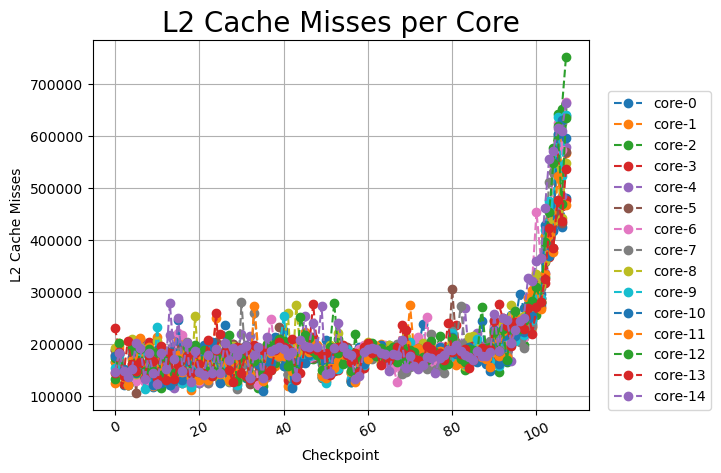 L2 Cache Misses per Core
L2 Cache Misses
700000
600000
500000
400000
300000
200000
100000
0
20
40
60
80
100
Checkpoint
core-0
core-1
core-2
core-3
core-4
core-5
core-6
core-7
core-8
core-9
core-10
core-11
core-12
core-13
core-14